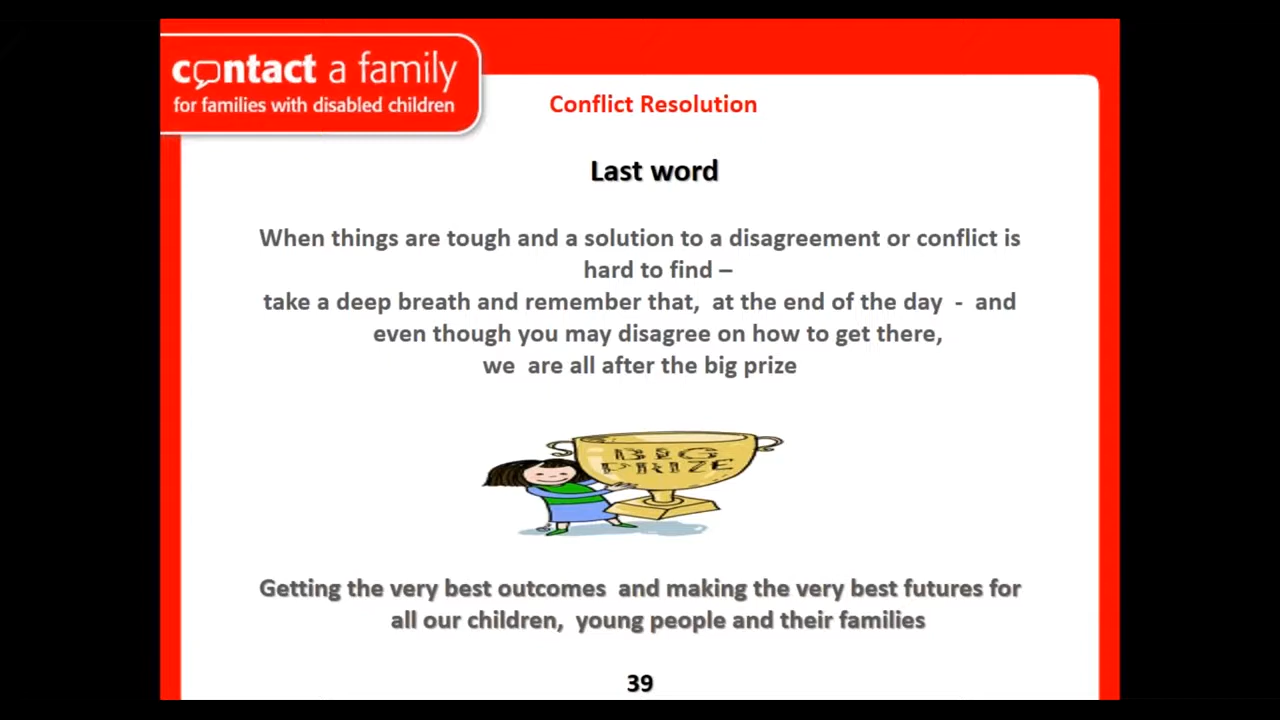 contact a family
for families with disabled children
Conflict Resolution
Last word
When things are tough and a solution to a disagreement or conflict is
hard to find –
take a deep breath and remember that, at the end of the day - and
even though you may disagree on how to get there,
we are all after the big prize
BIG
PRIZE
Getting the very best outcomes and making the very best futures for
all our children, young people and their families
39